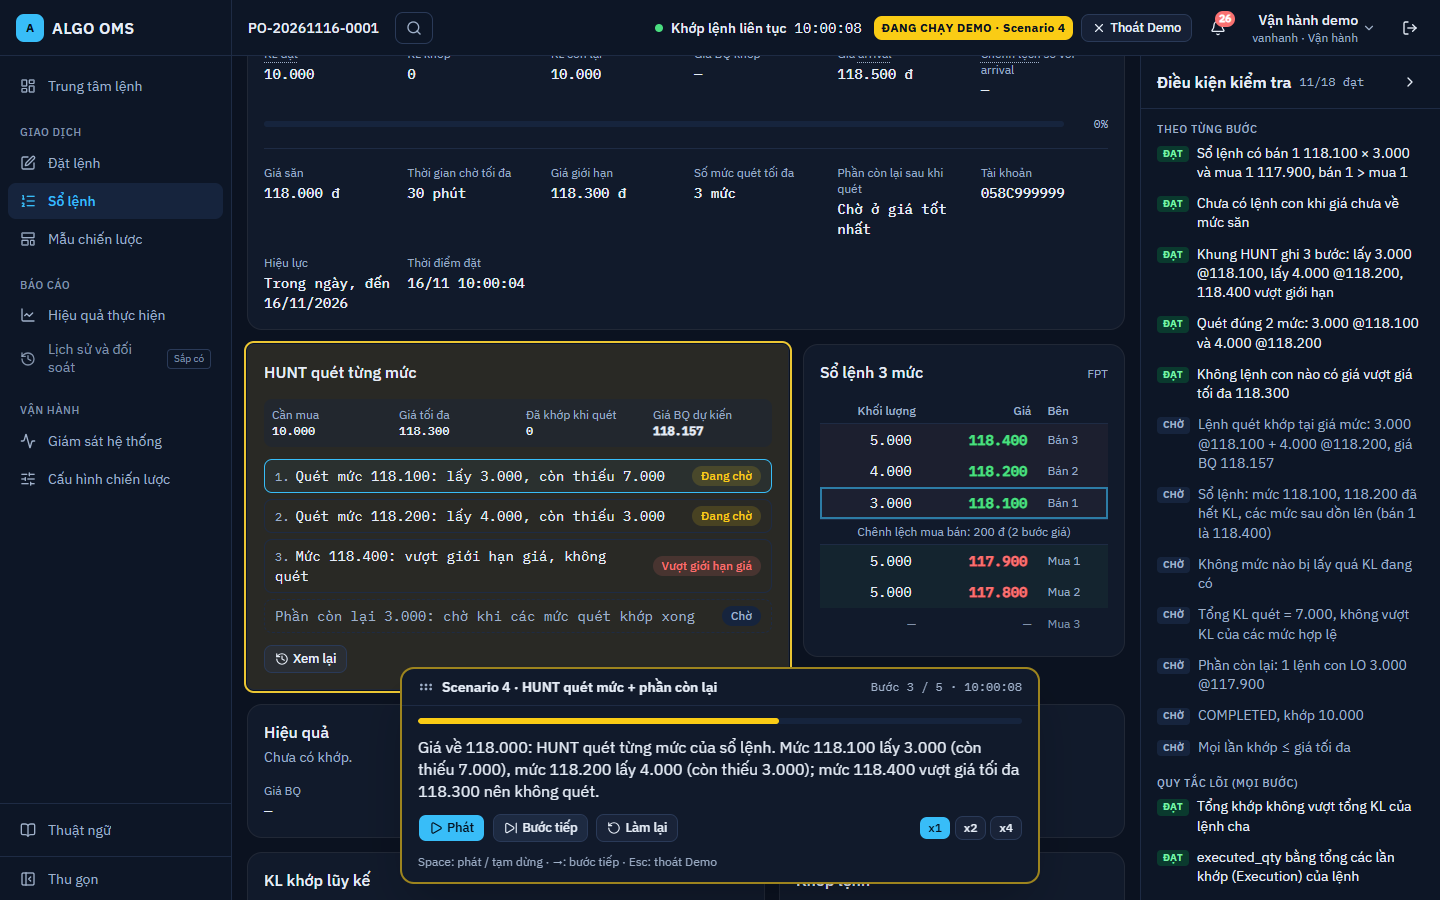 A ALGO OMS
PO-20261116-0001
Khớp lệnh liên tục 10:00:08
ĐANG CHẠY DEMO · Scenario 4
Thoát Demo
26
Vận hành demo
vanhanh · Vận hành
Trung tâm lệnh
GIAO DỊCH
Đặt lệnh
Sổ lệnh
Mẫu chiến lược
BÁO CÁO
Hiệu quả thực hiện
Lịch sử và đối soát
Sắp có
VẬN HÀNH
Giám sát hệ thống
Cấu hình chiến lược
Thuật ngữ
Thu gọn
arrival
10.000 0 10.000 — 118.500 đ —
0%
Giá săn
118.000 đ
Thời gian chờ tối đa
30 phút
Giá giới hạn
118.300 đ
Số mức quét tối đa
3 mức
Phần còn lại sau khi
quét
Chờ ở giá tốt
nhất
Tài khoản
058C999999
Hiệu lực
Trong ngày, đến
16/11/2026
Thời điểm đặt
16/11 10:00:04
HUNT quét từng mức
Cần mua
10.000
Giá tối đa
118.300
Đã khớp khi quét
0
Giá BQ dự kiến
118.157
1. Quét mức 118.100: lấy 3.000, còn thiếu 7.000 Đang chờ
2. Quét mức 118.200: lấy 4.000, còn thiếu 3.000 Đang chờ
3. Mức 118.400: vượt giới hạn giá, không
quét
Vượt giới hạn giá
Phần còn lại 3.000: chờ khi các mức quét khớp xong Chờ
Xem lại
Sổ lệnh 3 mức FPT
Khối lượng Giá Bên
5.000 118.400 Bán 3
4.000 118.200 Bán 2
3.000 118.100 Bán 1
Chênh lệch mua bán: 200 đ (2 bước giá)
5.000 117.900 Mua 1
5.000 117.800 Mua 2
— — Mua 3
Hiệu quả
Chưa có khớp.
Giá BQ
—
KL khớp lũy kế
Scenario 4 · HUNT quét mức + phần còn lại
Bước 3 / 5 · 10:00:08
Giá về 118.000: HUNT quét từng mức của sổ lệnh. Mức 118.100 lấy 3.000 (còn
thiếu 7.000), mức 118.200 lấy 4.000 (còn thiếu 3.000); mức 118.400 vượt giá tối đa
118.300 nên không quét.
Phát
Bước tiếp
Làm lại
x1 x2 x4
Space: phát / tạm dừng · →: bước tiếp · Esc: thoát Demo
Điều kiện kiểm tra 11/18 đạt
THEO TỪNG BƯỚC
ĐẠT Sổ lệnh có bán 1 118.100 × 3.000
và mua 1 117.900, bán 1 > mua 1
ĐẠT Chưa có lệnh con khi giá chưa về
mức săn
ĐẠT Khung HUNT ghi 3 bước: lấy 3.000
@118.100, lấy 4.000 @118.200,
118.400 vượt giới hạn
ĐẠT Quét đúng 2 mức: 3.000 @118.100
và 4.000 @118.200
ĐẠT Không lệnh con nào có giá vượt giá
tối đa 118.300
CHỜ Lệnh quét khớp tại giá mức: 3.000
@118.100 + 4.000 @118.200, giá
BQ 118.157
CHỜ Sổ lệnh: mức 118.100, 118.200 đã
hết KL, các mức sau dồn lên (bán 1
là 118.400)
CHỜ Không mức nào bị lấy quá KL đang
có
CHỜ Tổng KL quét = 7.000, không vượt
KL của các mức hợp lệ
CHỜ Phần còn lại: 1 lệnh con LO 3.000
@117.900
CHỜ COMPLETED, khớp 10.000
CHỜ Mọi lần khớp ≤ giá tối đa
QUY TẮC LÕI (MỌI BƯỚC)
ĐẠT Tổng khớp không vượt tổng KL của
lệnh cha
ĐẠT executed_qty bằng tổng các lần
khớp (Execution) của lệnh